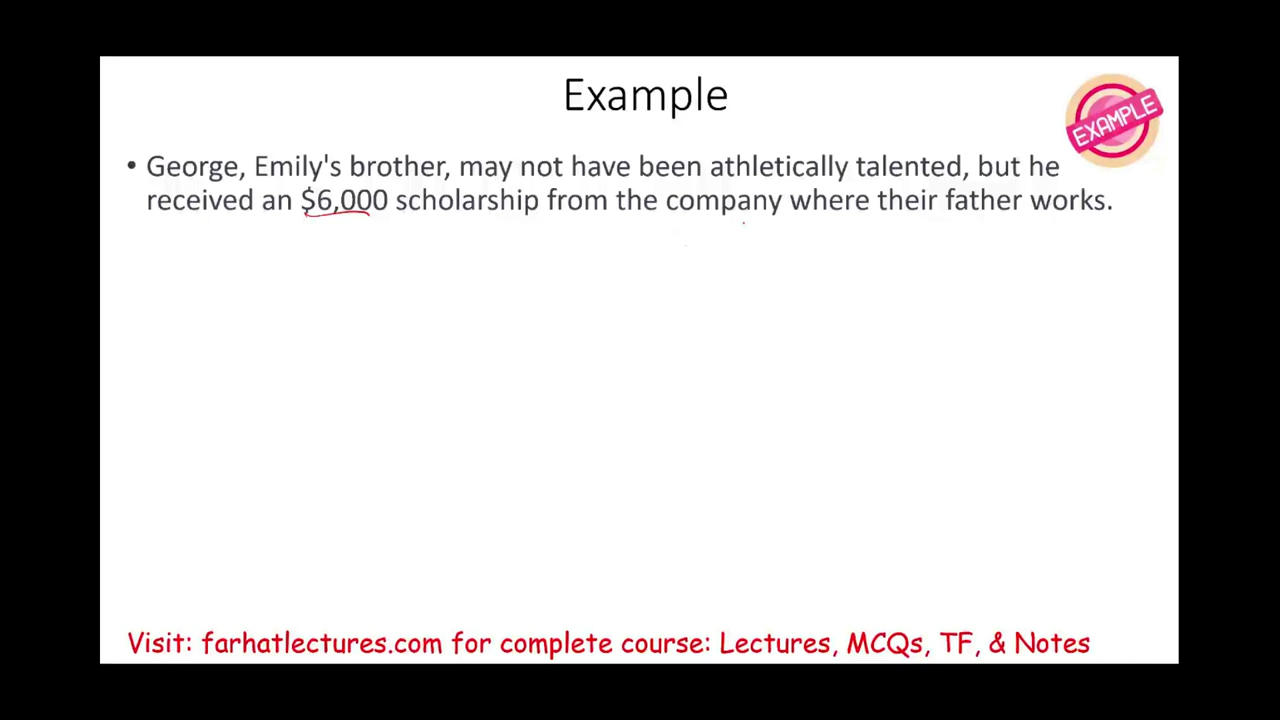 Example
EXAMPLE
• George, Emily's brother, may not have been athletically talented, but he
received an $6,000 scholarship from the company where their father works.
Visit: farhatlectures.com for complete course: Lectures, MCQs, TF, & Notes